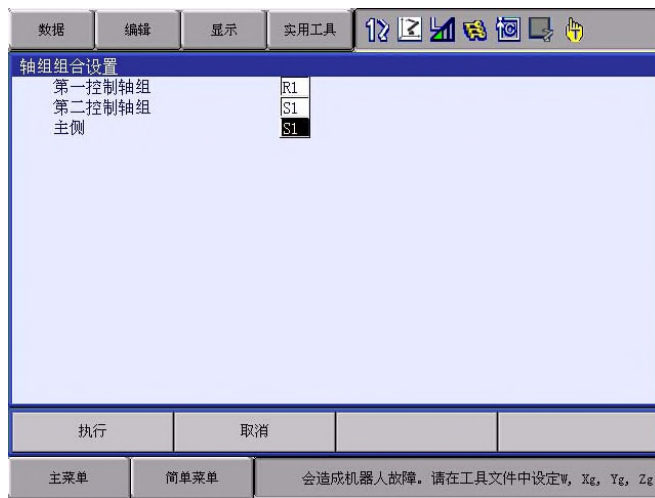 数据 编辑 显示 实用工具
轴组组合设置
第一控制轴组 R1
第二控制轴组 S1
主侧 S1
执行 取消
主菜单 简单菜单 会造成机器人故障。请在工具文件中设定W, Xg, Yg, Zg